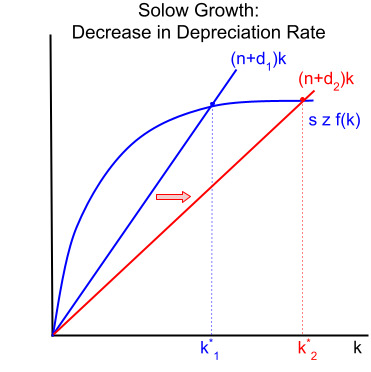 Solow Growth:
Decrease in Depreciation Rate
(n+d₁)k
(n+d₂)k
s z f(k)
k*₁
k*₂
k